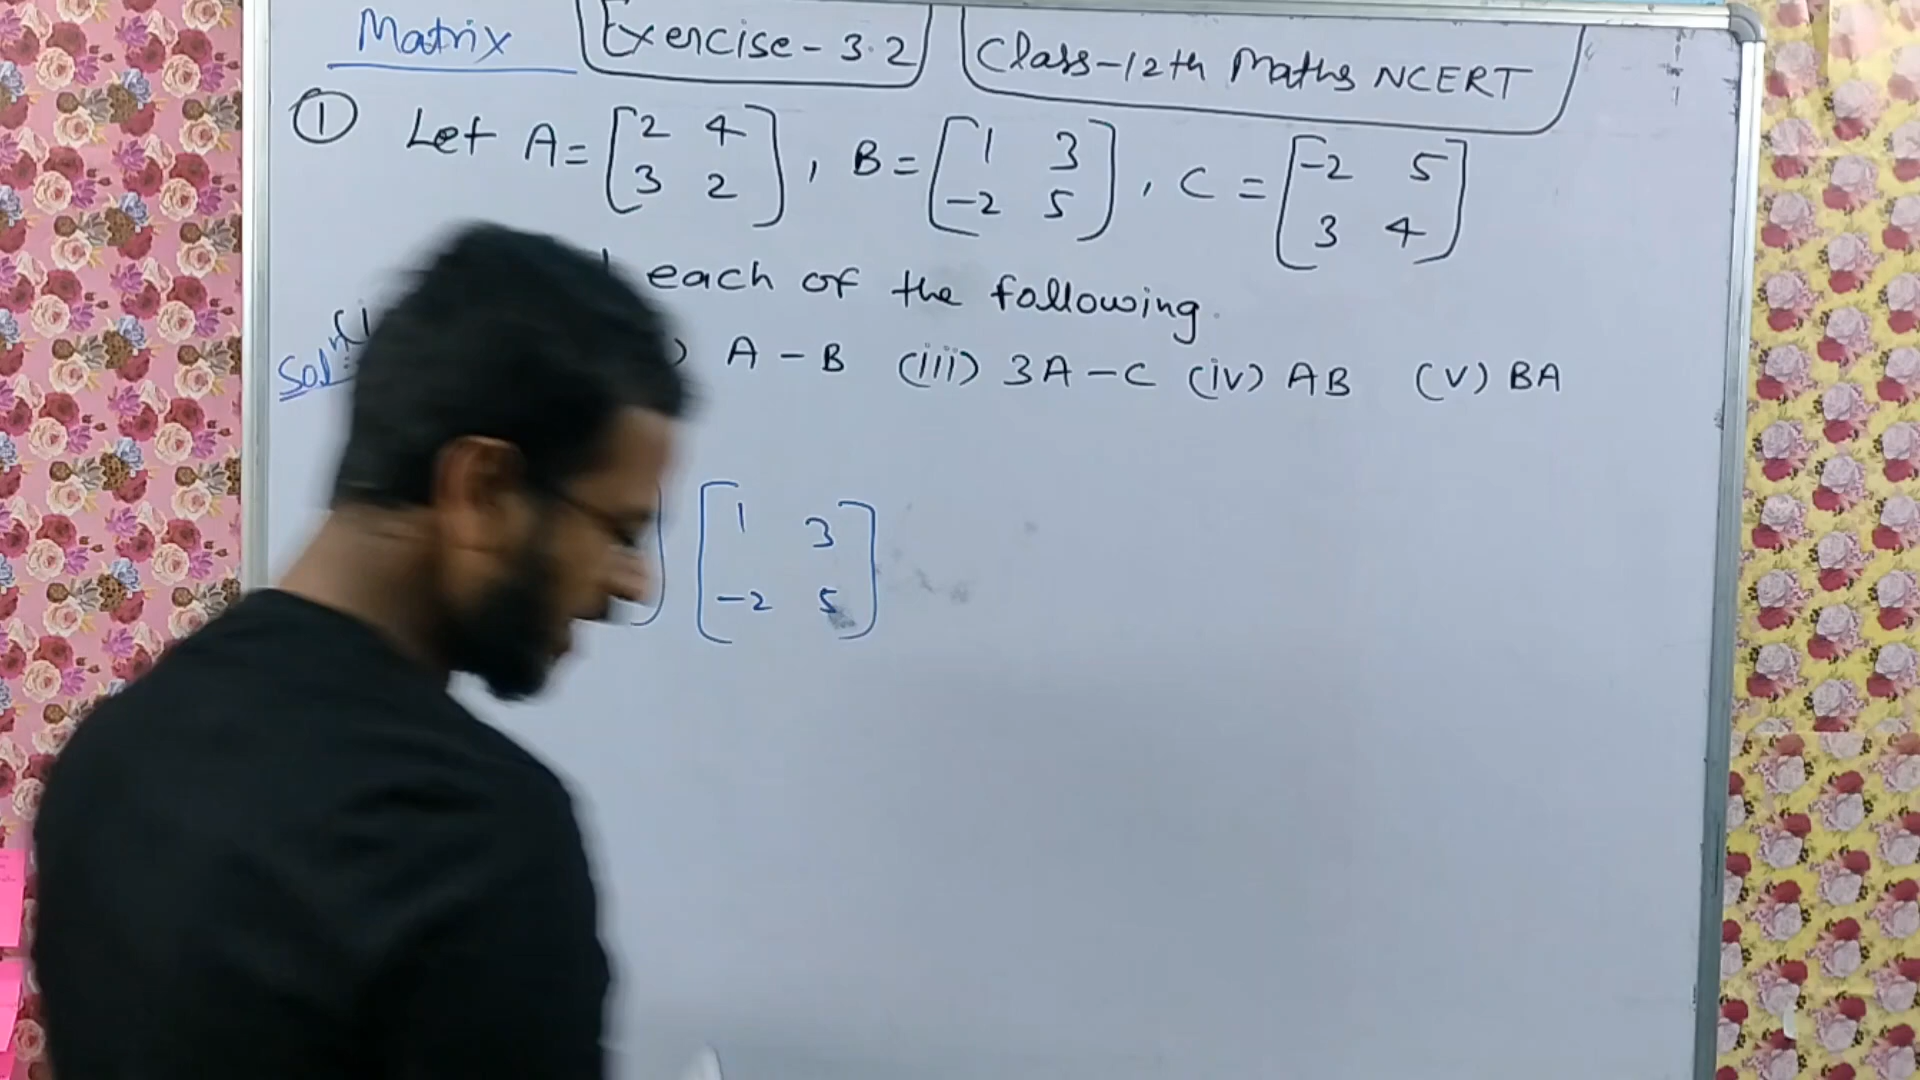 Matrix Exercise-3.2 Class-12th Maths NCERT
① Let A = [2 4 3 2], B = [1 3 -2 5], C = [-2 5 3 4]
each of the following.
) A - B (iii) 3A - C (iv) AB (v) BA
Solⁿ:
[1 3 -2 5]